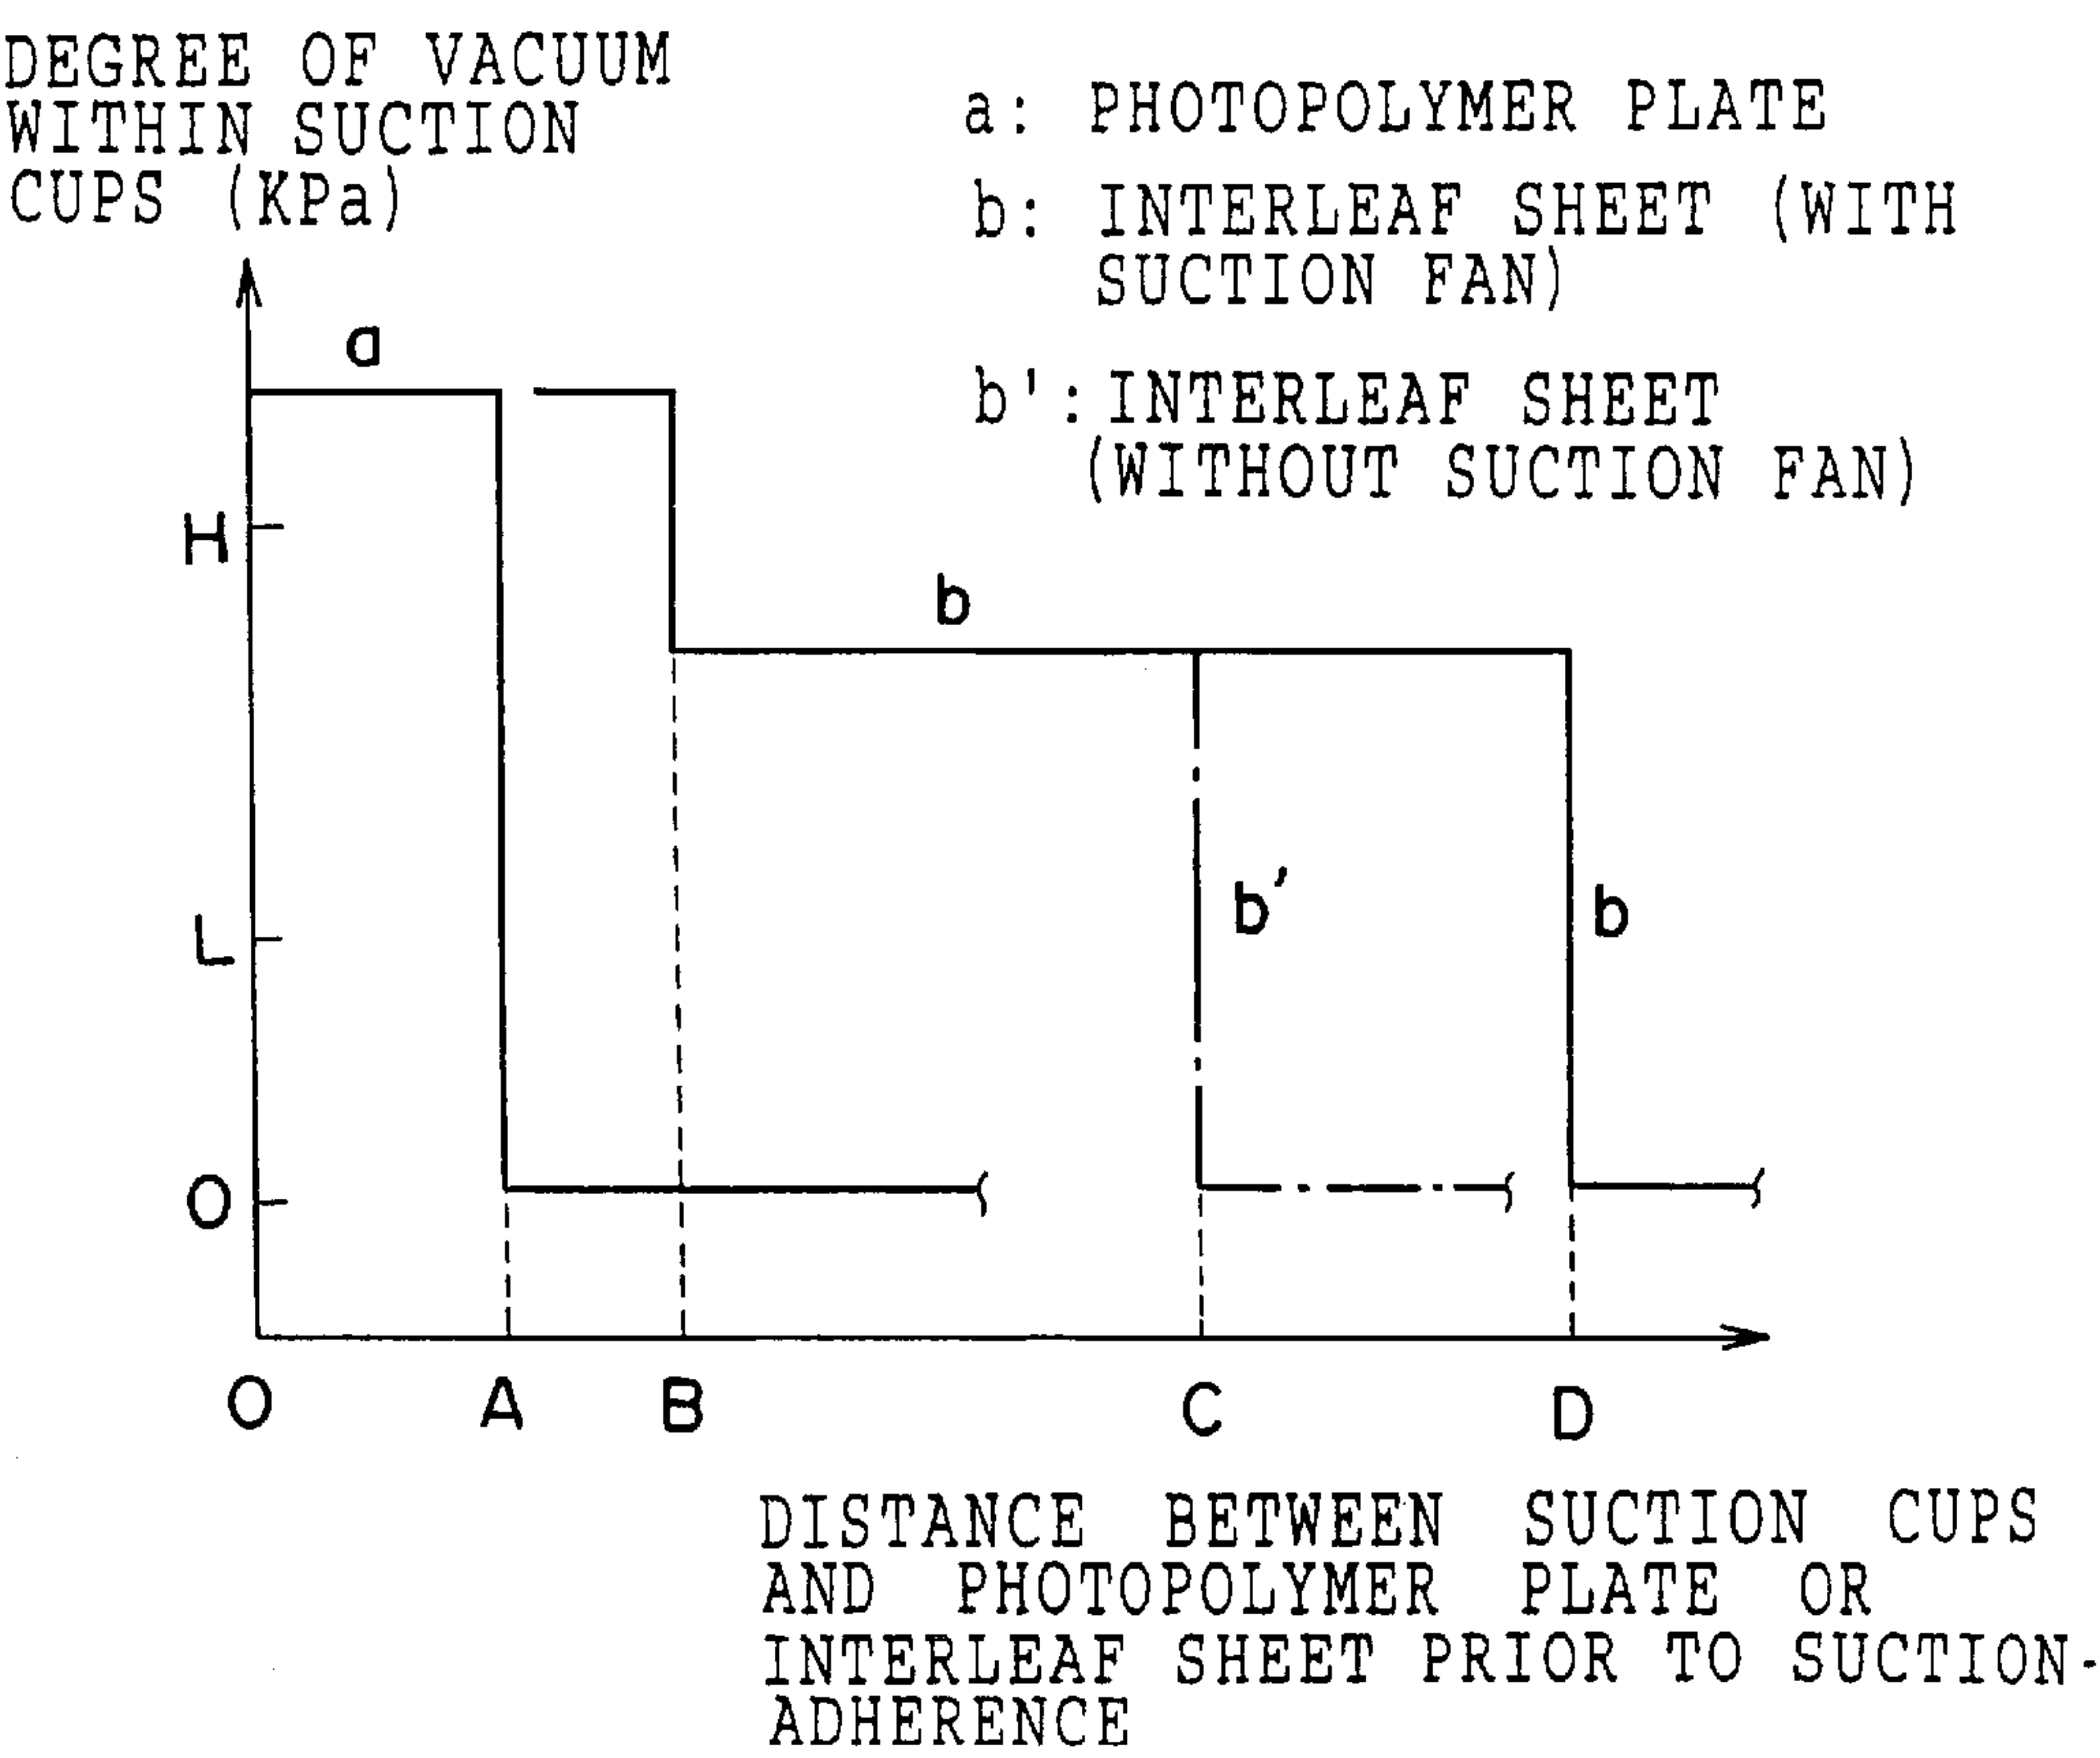 DEGREE OF VACUUM
WITHIN SUCTION
CUPS (KPa)
a: PHOTOPOLYMER PLATE
b: INTERLEAF SHEET (WITH
SUCTION FAN)
b': INTERLEAF SHEET
(WITHOUT SUCTION FAN)
a
H
b
L
b'
b
O
O A B C D
DISTANCE BETWEEN SUCTION CUPS
AND PHOTOPOLYMER PLATE OR
INTERLEAF SHEET PRIOR TO SUCTION-
ADHERENCE